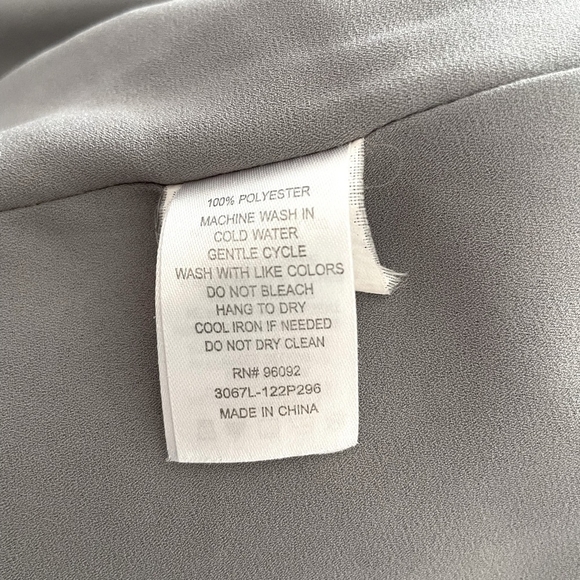 100% POLYESTER
MACHINE WASH IN
COLD WATER
GENTLE CYCLE
WASH WITH LIKE COLORS
DO NOT BLEACH
HANG TO DRY
COOL IRON IF NEEDED
DO NOT DRY CLEAN
RN# 96092
3067L-122P296
MADE IN CHINA